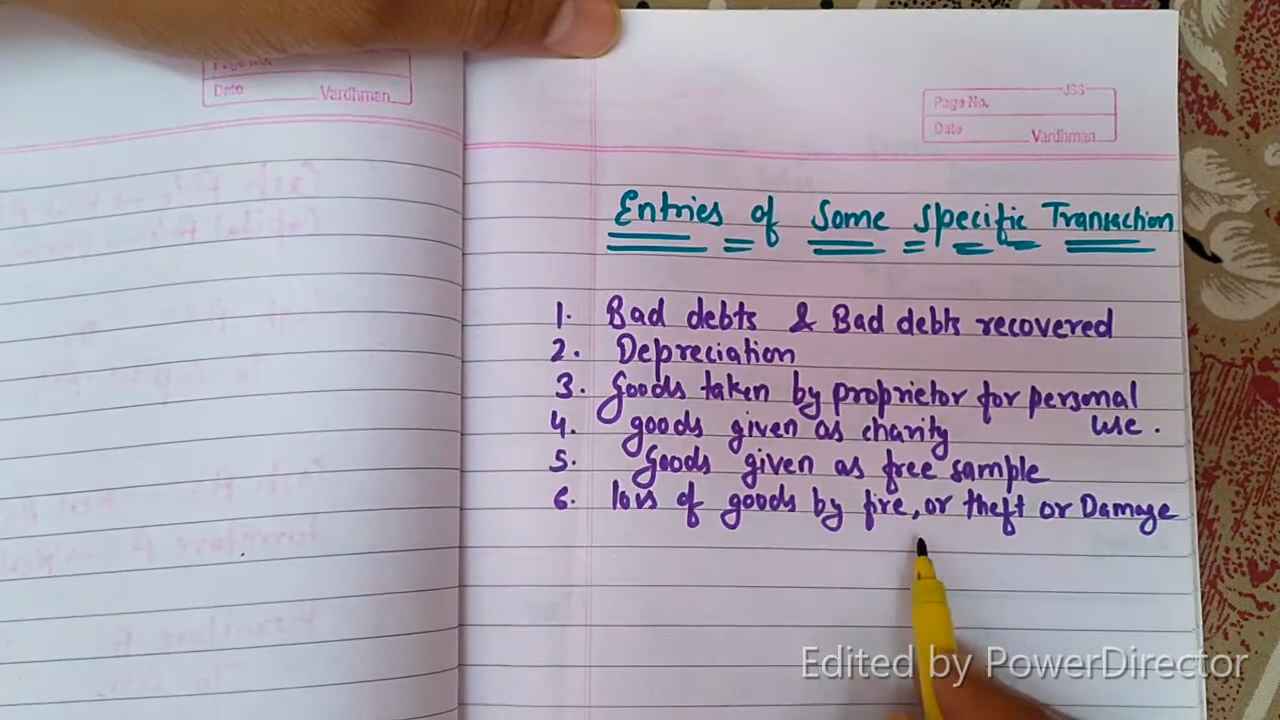 Page No.
Date Vardhman
JSS
Page No.
Date Vardhman
Entries of Some Specific Transaction
1. Bad debts & Bad debts recovered
2. Depreciation
3. Goods taken by proprietor for personal
use.
4. goods given as charity
5. Goods given as free sample
6. loss of goods by fire, or theft or Damage
Edited by PowerDirector